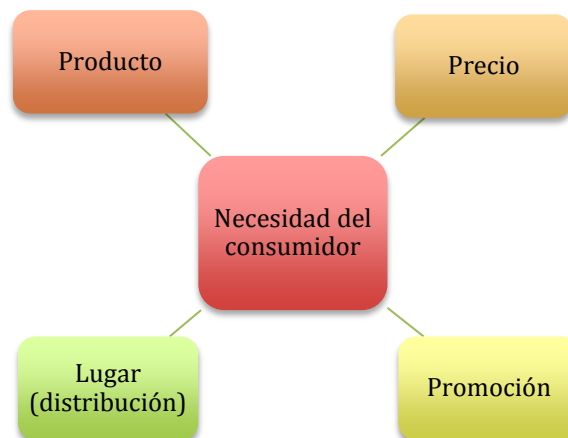 Producto
Precio
Necesidad del
consumidor
Lugar
(distribución)
Promoción